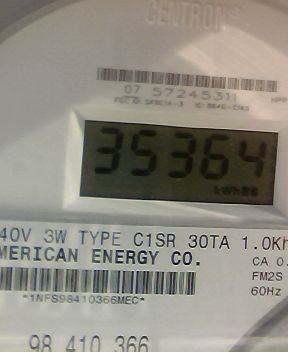 CENTRON®
07 57245311
35364
kWh
40V 3W TYPE C1SR 30TA 1.0Kh
MERICAN ENERGY CO.
CA 0.
FM2S
60Hz
*1NFS98410366MEC*
98 410 366